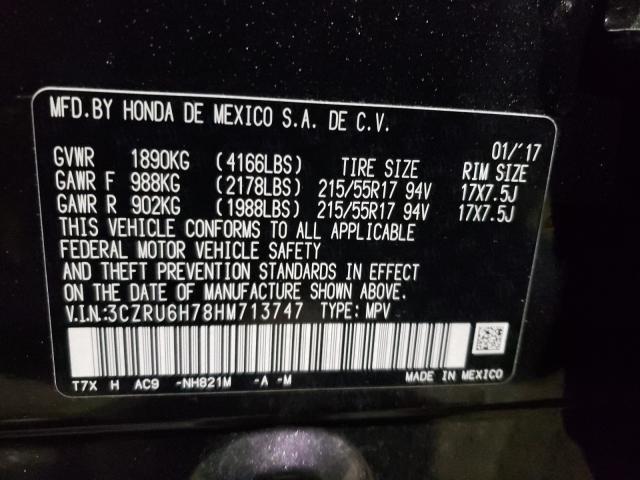 MFD.BY HONDA DE MEXICO S.A. DE C.V.
01/'17
GVWR 1890KG (4166LBS) TIRE SIZE RIM SIZE
GAWR F 988KG (2178LBS) 215/55R17 94V 17X7.5J
GAWR R 902KG (1988LBS) 215/55R17 94V 17X7.5J
THIS VEHICLE CONFORMS TO ALL APPLICABLE
FEDERAL MOTOR VEHICLE SAFETY
AND THEFT PREVENTION STANDARDS IN EFFECT
ON THE DATE OF MANUFACTURE SHOWN ABOVE.
V.I.N:3CZRU6H78HM713747 TYPE: MPV
T7X H AC9 -NH821M -A -M MADE IN MEXICO